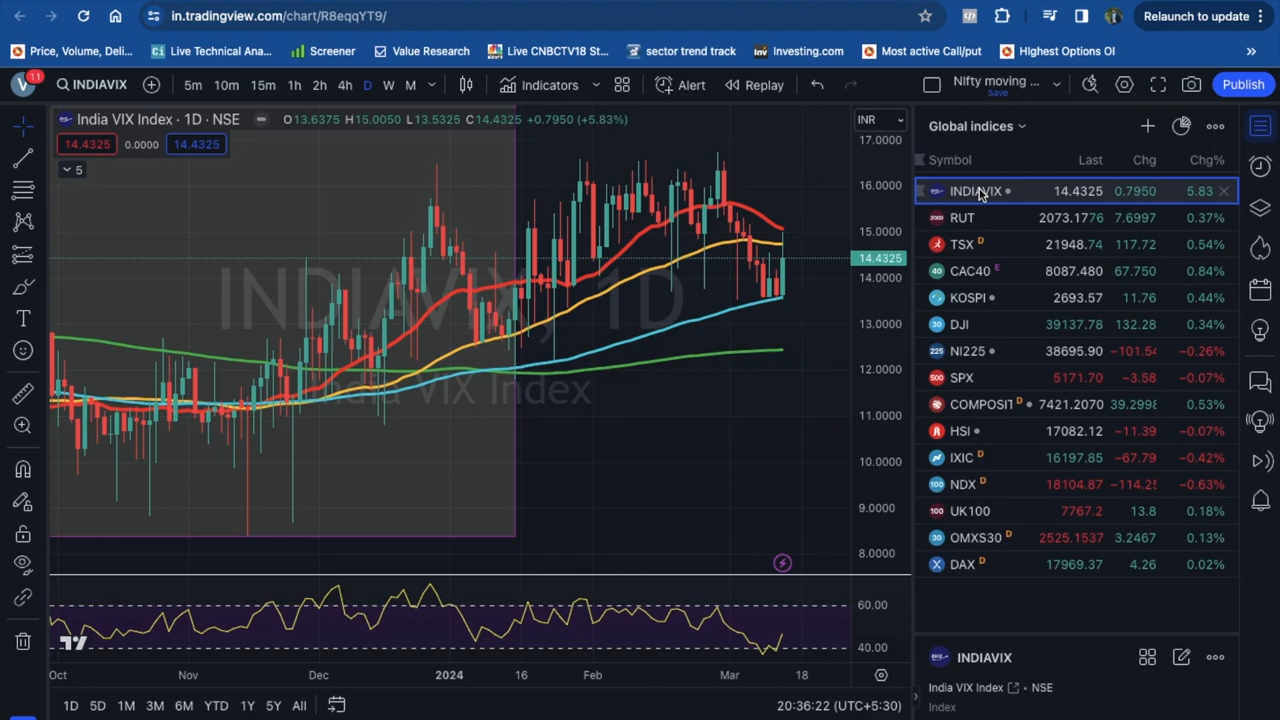 in.tradingview.com/chart/R8eqqYT9/
Relaunch to update
Price, Volume, Deli...
Live Technical Ana...
Screener
Value Research
Live CNBCTV18 St...
sector trend track
Investing.com
Most active Call/put
HIghest Options OI
»
V 11
INDIAVIX
5m 10m 15m 1h 2h 4h D W M
Indicators
Alert
Replay
Nifty moving ...
Save
Publish
India VIX Index · 1D · NSE
O13.6375 H15.0050 L13.5325 C14.4325 +0.7950 (+5.83%)
14.4325 0.0000 14.4325
5
INDIAVIX, 1D
India VIX Index
INR
17.0000
16.0000
15.0000
14.4325
14.0000
13.0000
12.0000
11.0000
10.0000
9.0000
8.0000
60.00
40.00
Oct Nov Dec 2024 16 Feb Mar 18
1D 5D 1M 3M 6M YTD 1Y 5Y All
20:36:22 (UTC+5:30)
Global indices
Symbol Last Chg Chg%
INDIAVIX 14.4325 0.7950 5.83
RUT 2073.1776 7.6997 0.37%
TSX D 21948.74 117.72 0.54%
CAC40 E 8087.480 67.750 0.84%
KOSPI 2693.57 11.76 0.44%
DJI 39137.78 132.28 0.34%
NI225 38695.90 −101.54 −0.26%
SPX 5171.70 −3.58 −0.07%
COMPOSIT D 7421.2070 39.2998 0.53%
HSI 17082.12 −11.39 −0.07%
IXIC D 16197.85 −67.79 −0.42%
NDX D 18104.87 −114.25 −0.63%
UK100 7767.2 13.8 0.18%
OMXS30 D 2525.1537 3.2467 0.13%
DAX D 17969.37 4.26 0.02%
INDIAVIX
India VIX Index · NSE
Index